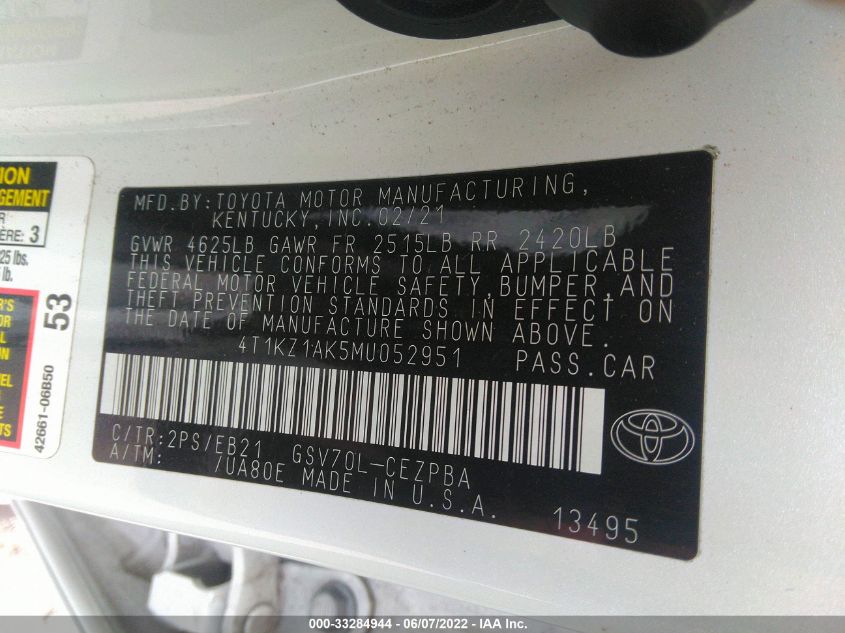 MFD.BY:TOYOTA MOTOR MANUFACTURING,
KENTUCKY,INC.02/21
GVWR 4625LB GAWR FR 2515LB RR 2420LB
THIS VEHICLE CONFORMS TO ALL APPLICABLE
FEDERAL MOTOR VEHICLE SAFETY,BUMPER,AND
THEFT PREVENTION STANDARDS IN EFFECT ON
THE DATE OF MANUFACTURE SHOWN ABOVE.
4T1KZ1AK5MU052951 PASS.CAR
C/TR:2PS/EB21 GSV70L-CEZPBA
A/TM: /UA80E MADE IN U.S.A.
13495
53
42661-06B50
000-33284944 - 06/07/2022 - IAA Inc.